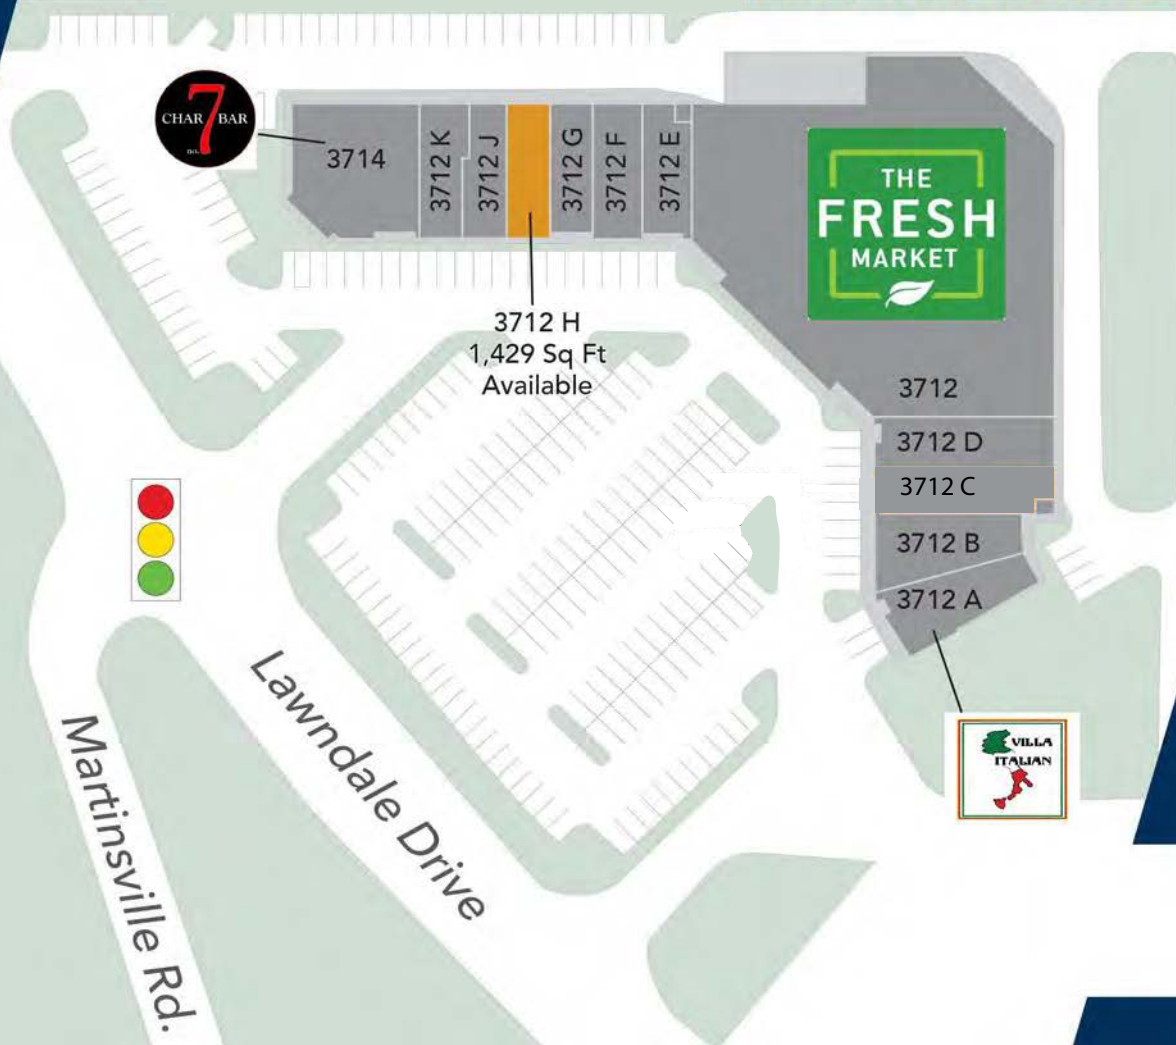 7
CHAR BAR
no.
3714
3712 K
3712 J
3712 G
3712 F
3712 E
THE
FRESH
MARKET
3712 H
1,429 Sq Ft
Available
3712
3712 D
3712 C
3712 B
3712 A
VILLA
ITALIAN
Lawndale Drive
Martinsville Rd.